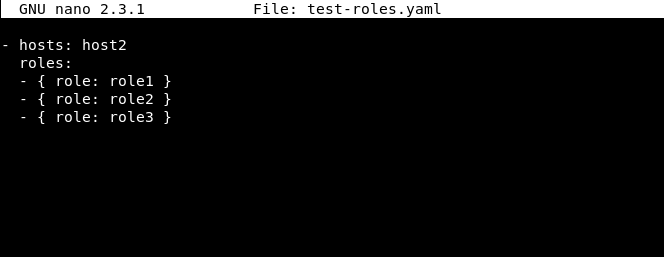 GNU nano 2.3.1 File: test-roles.yaml
- hosts: host2
roles:
- { role: role1 }
- { role: role2 }
- { role: role3 }